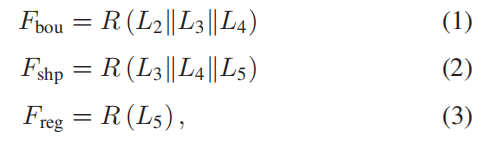 F_bou = R (L_2‖L_3‖L_4) (1)
F_shp = R (L_3‖L_4‖L_5) (2)
F_reg = R (L_5) , (3)